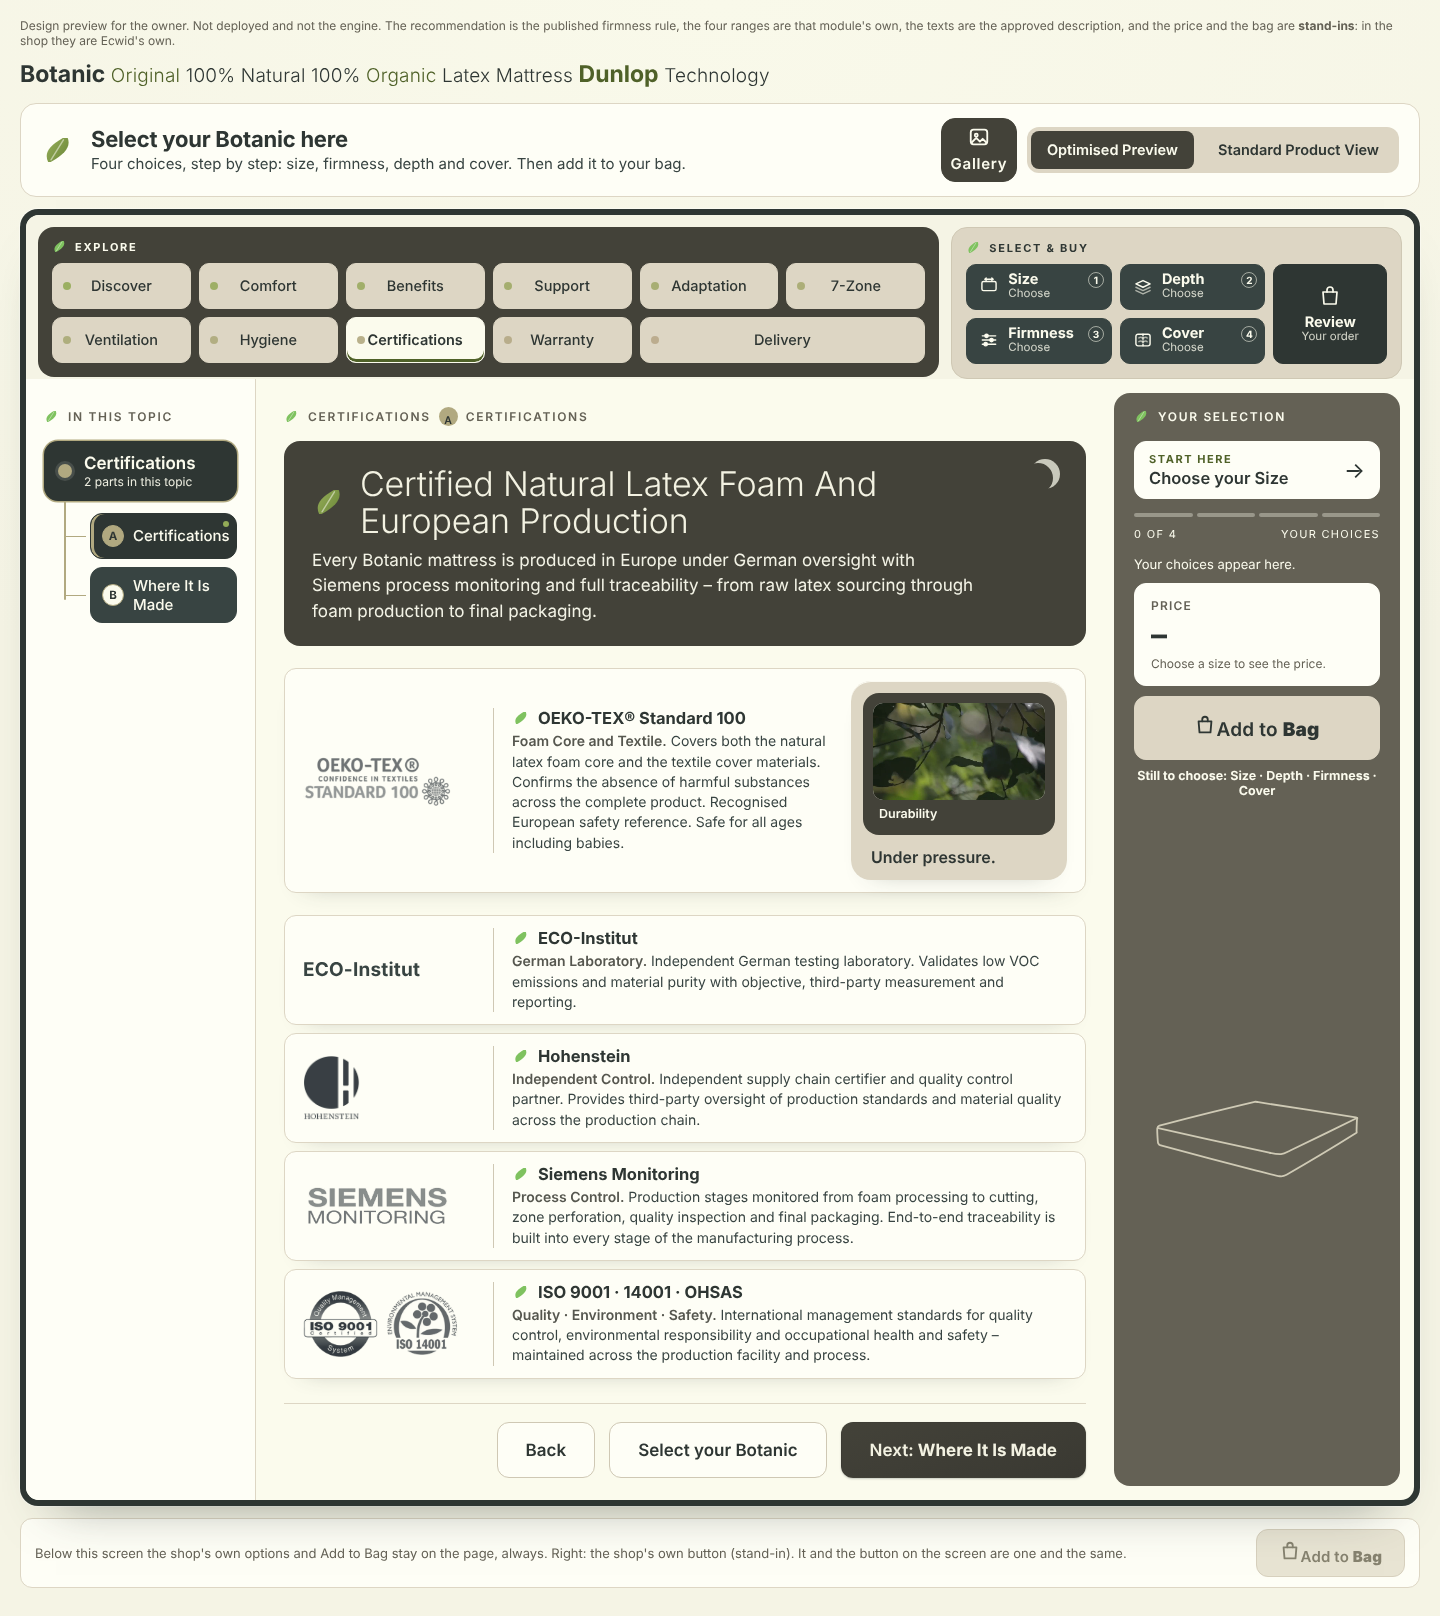 Design preview for the owner. Not deployed and not the engine. The recommendation is the published firmness rule, the four ranges are that module's own, the texts are the approved description, and the price and the bag are stand-ins: in the
shop they are Ecwid's own.
Botanic Original 100% Natural 100% Organic Latex Mattress Dunlop Technology
Select your Botanic here
Four choices, step by step: size, firmness, depth and cover. Then add it to your bag.
Gallery
Optimised Preview
Standard Product View
EXPLORE
Discover
Comfort
Benefits
Support
Adaptation
7-Zone
Ventilation
Hygiene
Certifications
Warranty
Delivery
SELECT & BUY
Size
Choose
1
Depth
Choose
2
Firmness
Choose
3
Cover
Choose
4
Review
Your order
IN THIS TOPIC
Certifications
2 parts in this topic
A
Certifications
B
Where It Is
Made
CERTIFICATIONS A CERTIFICATIONS
Certified Natural Latex Foam And
European Production
Every Botanic mattress is produced in Europe under German oversight with
Siemens process monitoring and full traceability – from raw latex sourcing through
foam production to final packaging.
OEKO-TEX®
CONFIDENCE IN TEXTILES
STANDARD 100
OEKO-TEX® Standard 100
Foam Core and Textile. Covers both the natural
latex foam core and the textile cover materials.
Confirms the absence of harmful substances
across the complete product. Recognised
European safety reference. Safe for all ages
including babies.
Durability
Under pressure.
ECO-Institut
ECO-Institut
German Laboratory. Independent German testing laboratory. Validates low VOC
emissions and material purity with objective, third-party measurement and
reporting.
HOHENSTEIN
Hohenstein
Independent Control. Independent supply chain certifier and quality control
partner. Provides third-party oversight of production standards and material quality
across the production chain.
SIEMENS
MONITORING
Siemens Monitoring
Process Control. Production stages monitored from foam processing to cutting,
zone perforation, quality inspection and final packaging. End-to-end traceability is
built into every stage of the manufacturing process.
Quality Management
ISO 9001
Certified
System
ENVIRONMENTAL MANAGEMENT SYSTEM
ISO 14001
ISO 9001 · 14001 · OHSAS
Quality · Environment · Safety. International management standards for quality
control, environmental responsibility and occupational health and safety –
maintained across the production facility and process.
Back
Select your Botanic
Next: Where It Is Made
YOUR SELECTION
START HERE
Choose your Size
0 OF 4
YOUR CHOICES
Your choices appear here.
PRICE
–
Choose a size to see the price.
Add to Bag
Still to choose: Size · Depth · Firmness ·
Cover
Below this screen the shop's own options and Add to Bag stay on the page, always. Right: the shop's own button (stand-in). It and the button on the screen are one and the same.
Add to Bag